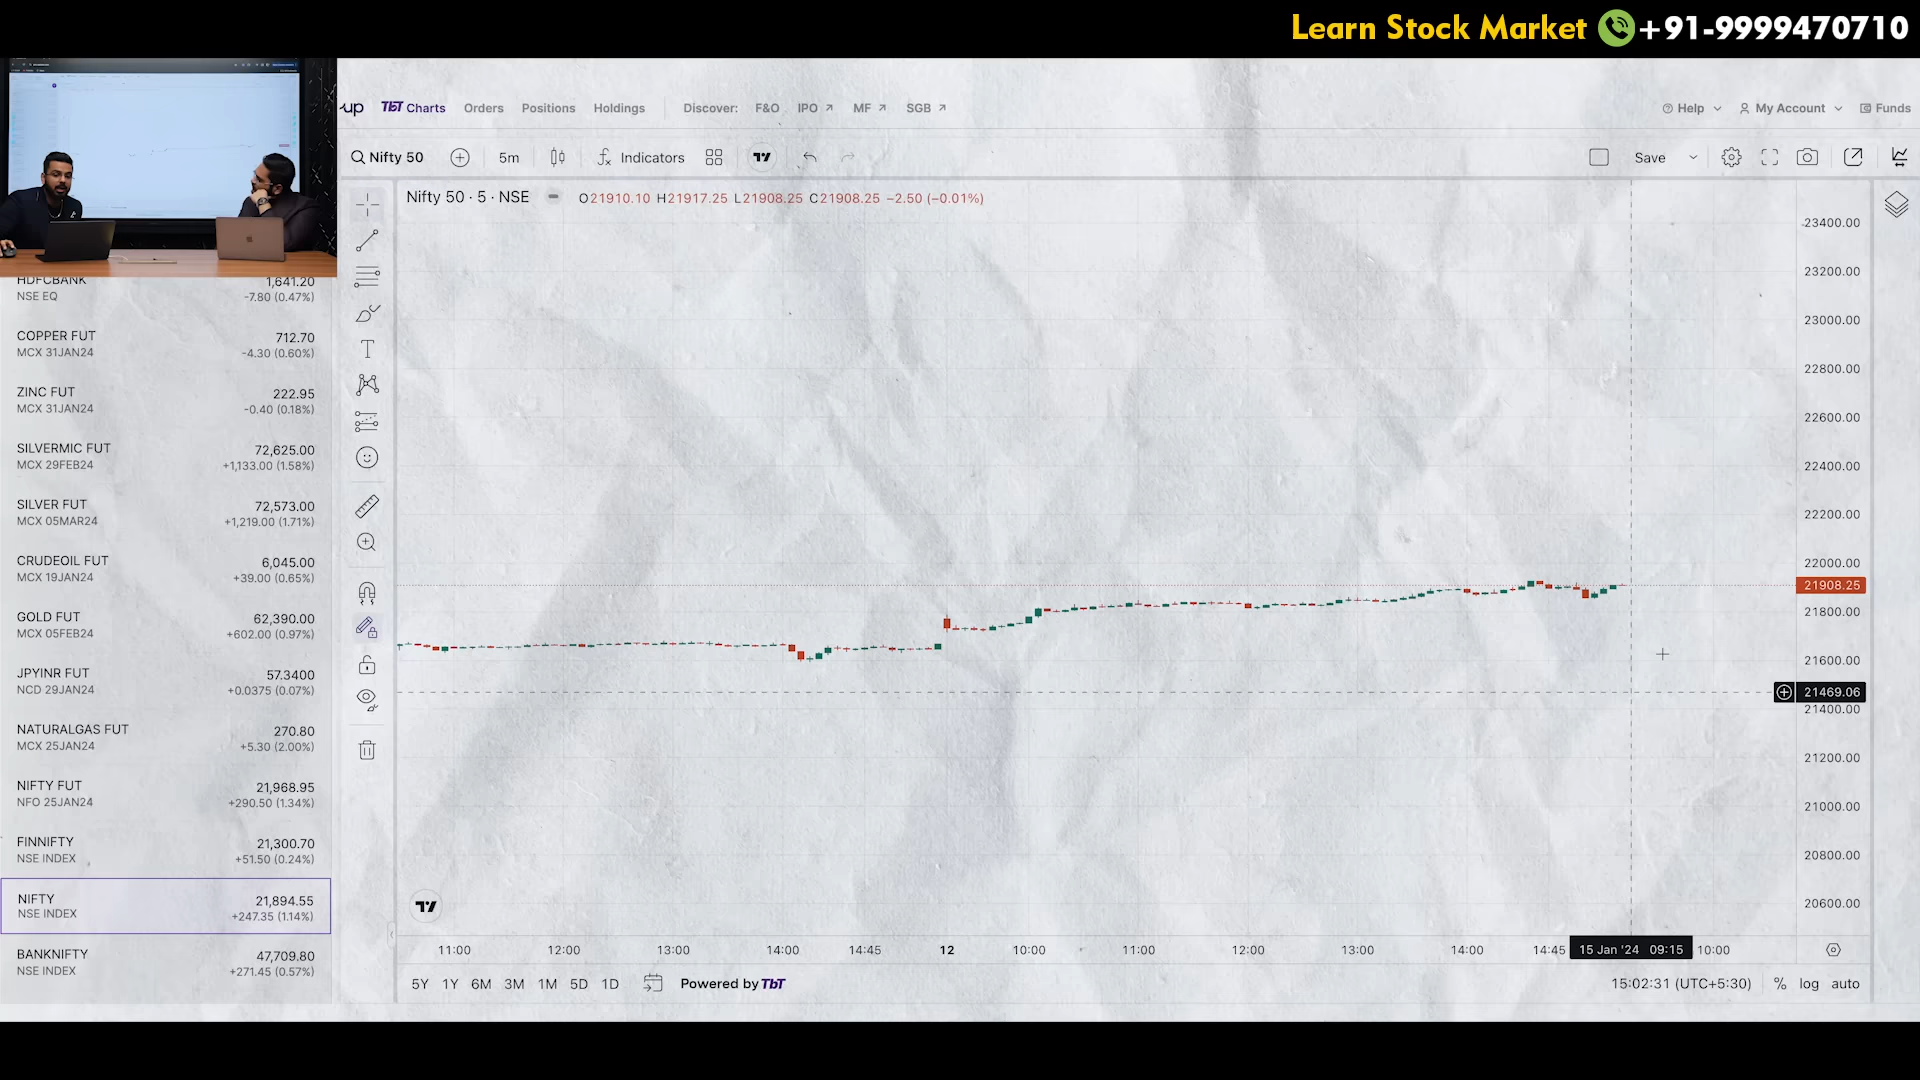 Learn Stock Market +91-9999470710
up TBT Charts Orders Positions Holdings Discover: F&O IPO MF SGB Help My Account Funds
Nifty 50 5m Indicators Save
Nifty 50 · 5 · NSE O21910.10 H21917.25 L21908.25 C21908.25 −2.50 (−0.01%)
HDFCBANK 1,641.20
NSE EQ -7.80 (0.47%)
COPPER FUT 712.70
MCX 31JAN24 -4.30 (0.60%)
ZINC FUT 222.95
MCX 31JAN24 -0.40 (0.18%)
SILVERMIC FUT 72,625.00
MCX 29FEB24 +1,133.00 (1.58%)
SILVER FUT 72,573.00
MCX 05MAR24 +1,219.00 (1.71%)
CRUDEOIL FUT 6,045.00
MCX 19JAN24 +39.00 (0.65%)
GOLD FUT 62,390.00
MCX 05FEB24 +602.00 (0.97%)
JPYINR FUT 57.3400
NCD 29JAN24 +0.0375 (0.07%)
NATURALGAS FUT 270.80
MCX 25JAN24 +5.30 (2.00%)
NIFTY FUT 21,968.95
NFO 25JAN24 +290.50 (1.34%)
FINNIFTY 21,300.70
NSE INDEX +51.50 (0.24%)
NIFTY 21,894.55
NSE INDEX +247.35 (1.14%)
BANKNIFTY 47,709.80
NSE INDEX +271.45 (0.57%)
23400.00
23200.00
23000.00
22800.00
22600.00
22400.00
22200.00
22000.00
21908.25
21800.00
21600.00
21469.06
21400.00
21200.00
21000.00
20800.00
20600.00
11:00 12:00 13:00 14:00 14:45 12 10:00 11:00 12:00 13:00 14:00 14:45 15 Jan '24 09:15 10:00
5Y 1Y 6M 3M 1M 5D 1D Powered by TbT 15:02:31 (UTC+5:30) % log auto